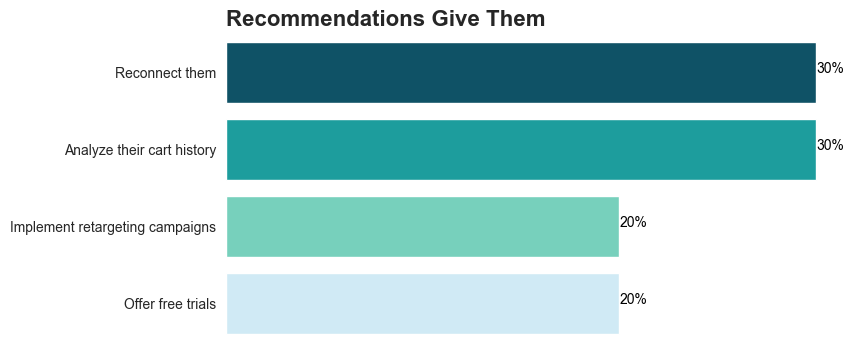 Recommendations Give Them
Reconnect them
30%
Analyze their cart history
30%
Implement retargeting campaigns
20%
Offer free trials
20%